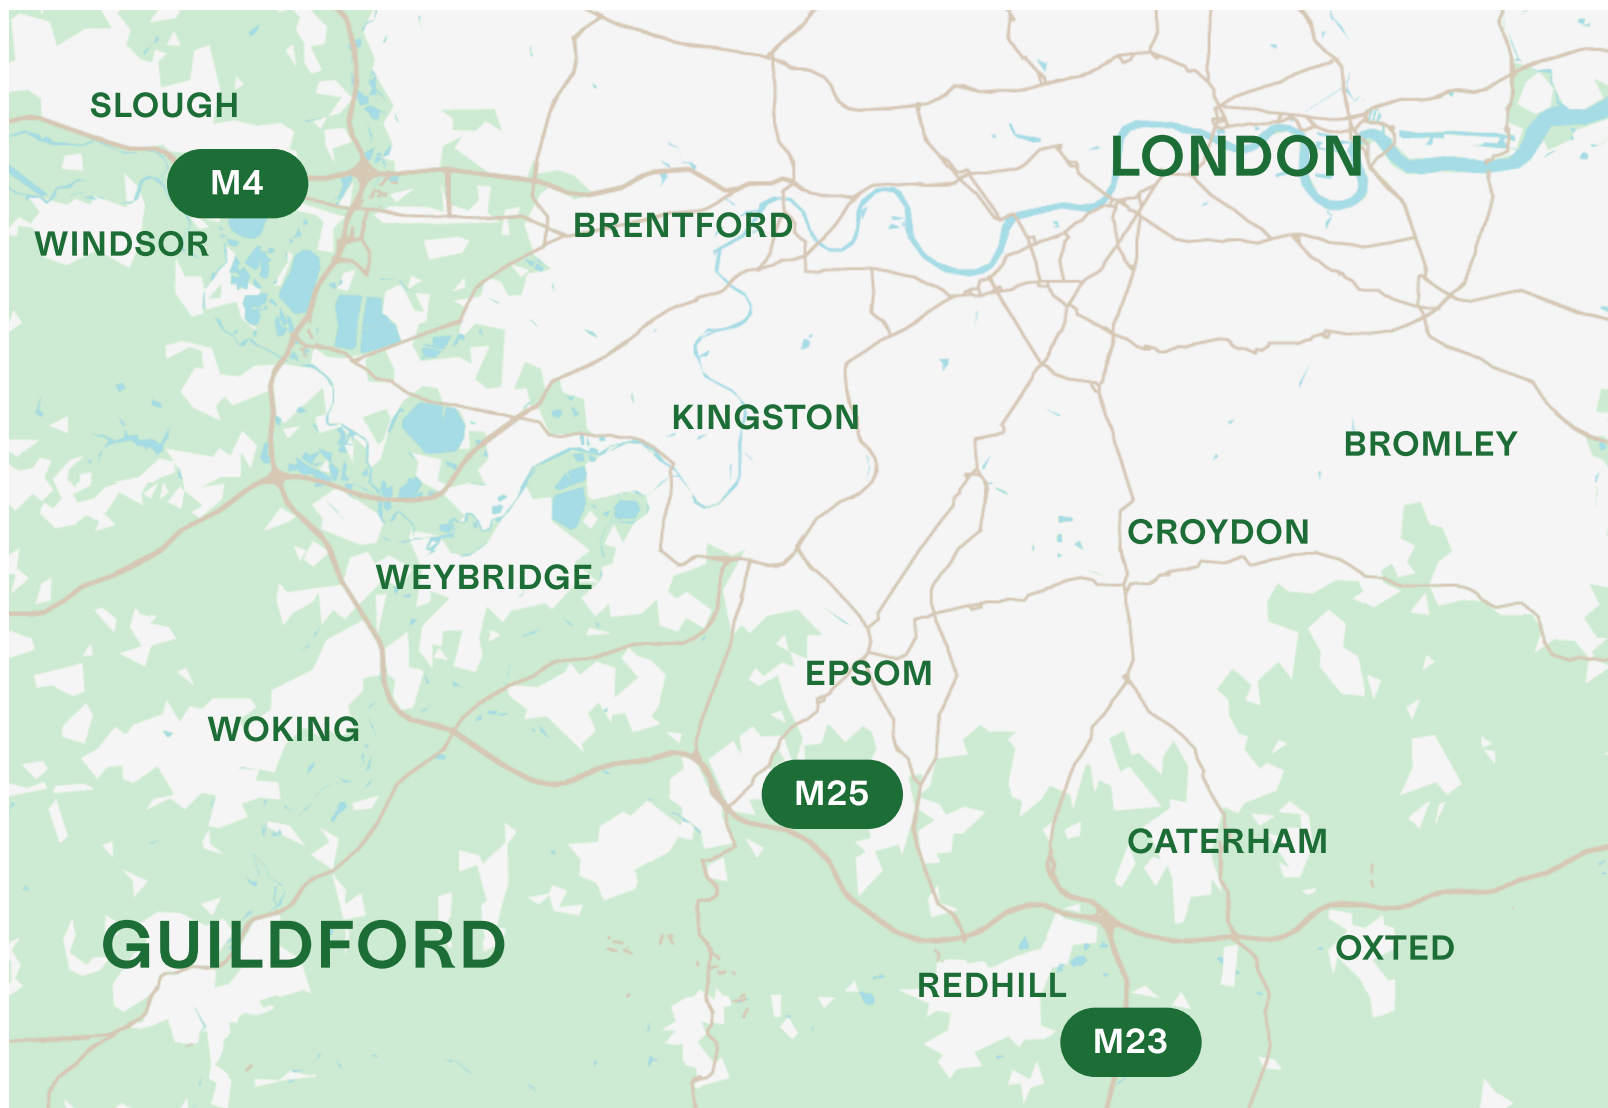 SLOUGH
LONDON
M4
BRENTFORD
WINDSOR
KINGSTON
BROMLEY
CROYDON
WEYBRIDGE
EPSOM
WOKING
M25
CATERHAM
GUILDFORD
OXTED
REDHILL
M23